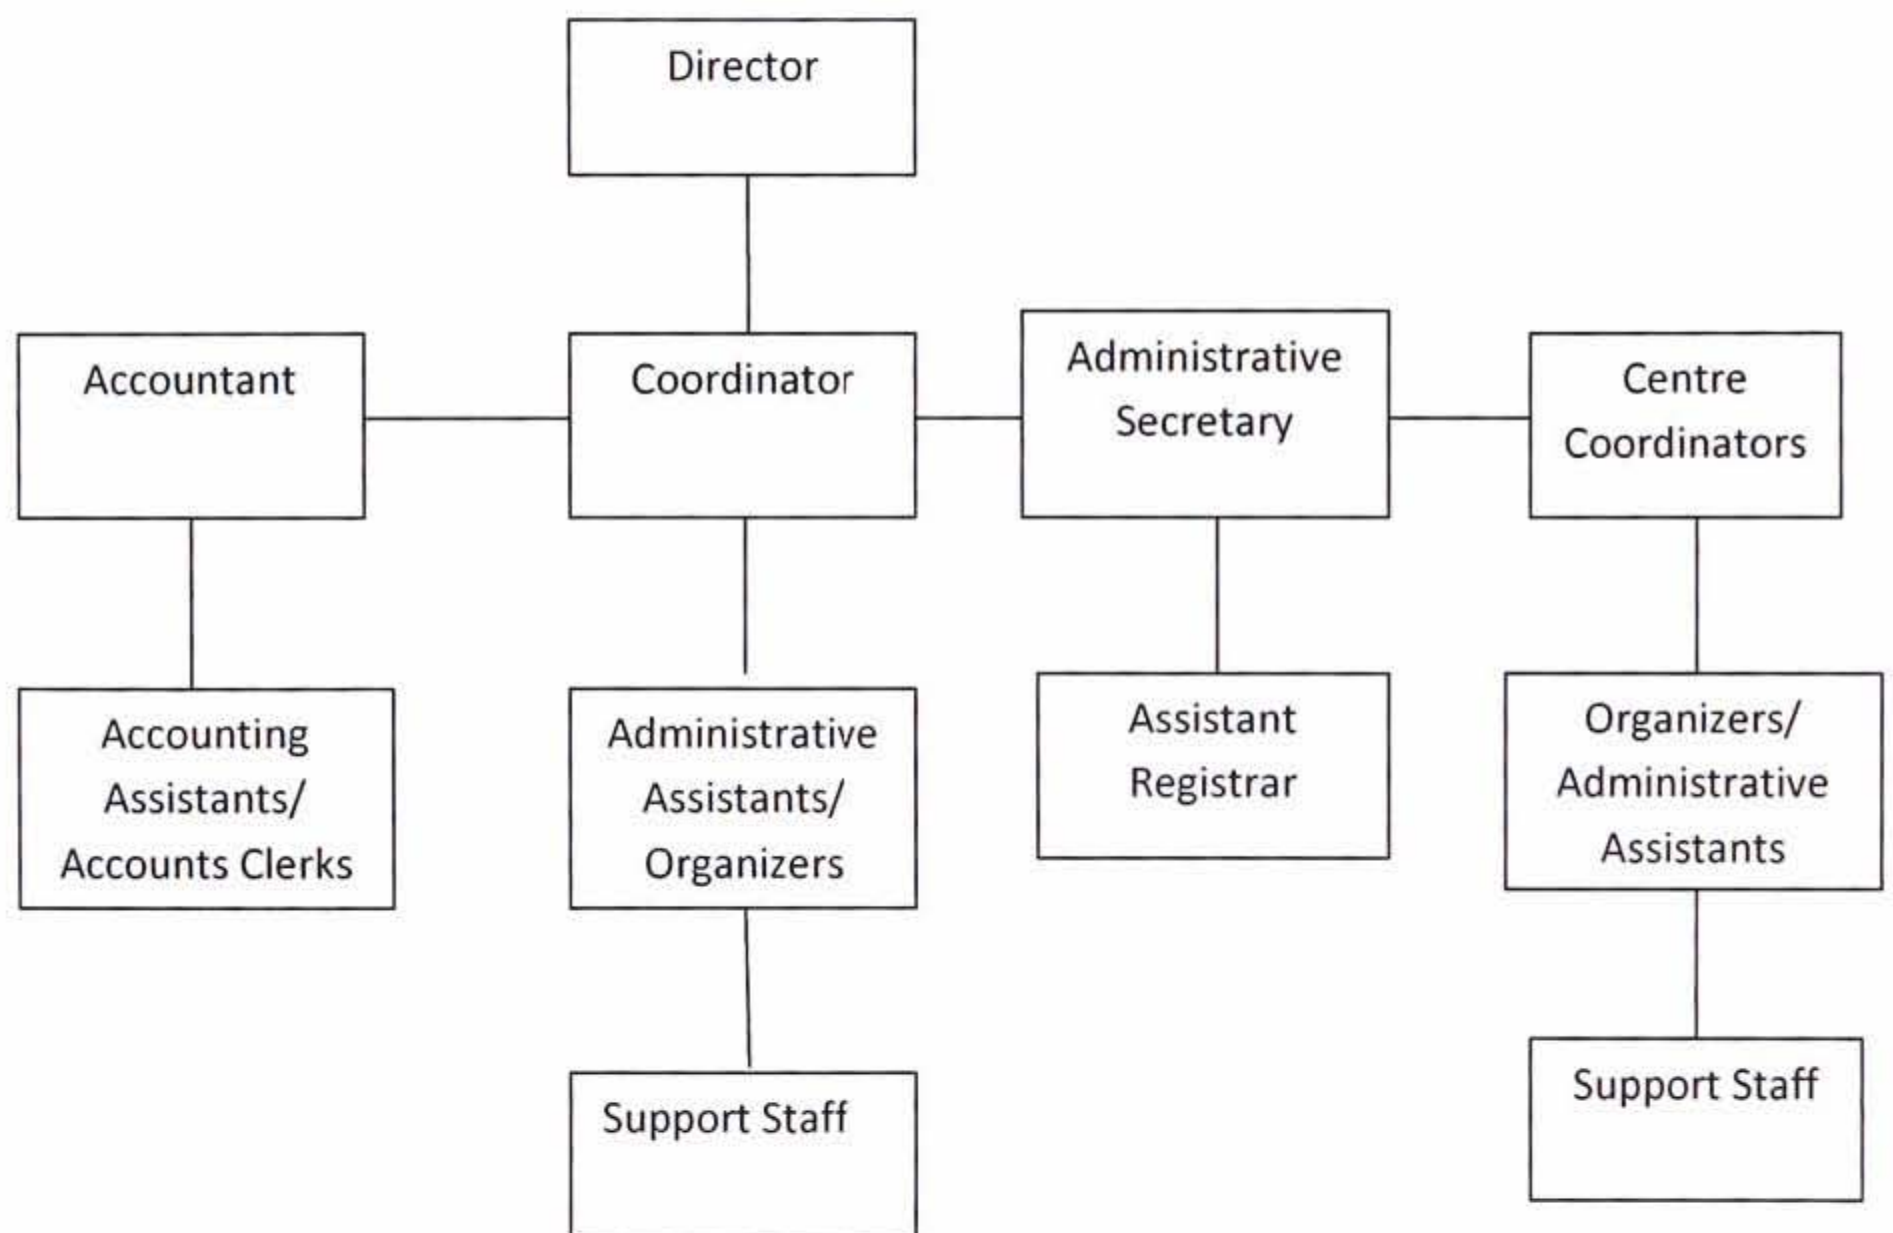 Director
Accountant
Coordinator
Administrative
Secretary
Centre
Coordinators
Accounting
Assistants/
Accounts Clerks
Administrative
Assistants/
Organizers
Assistant
Registrar
Organizers/
Administrative
Assistants
Support Staff
Support Staff